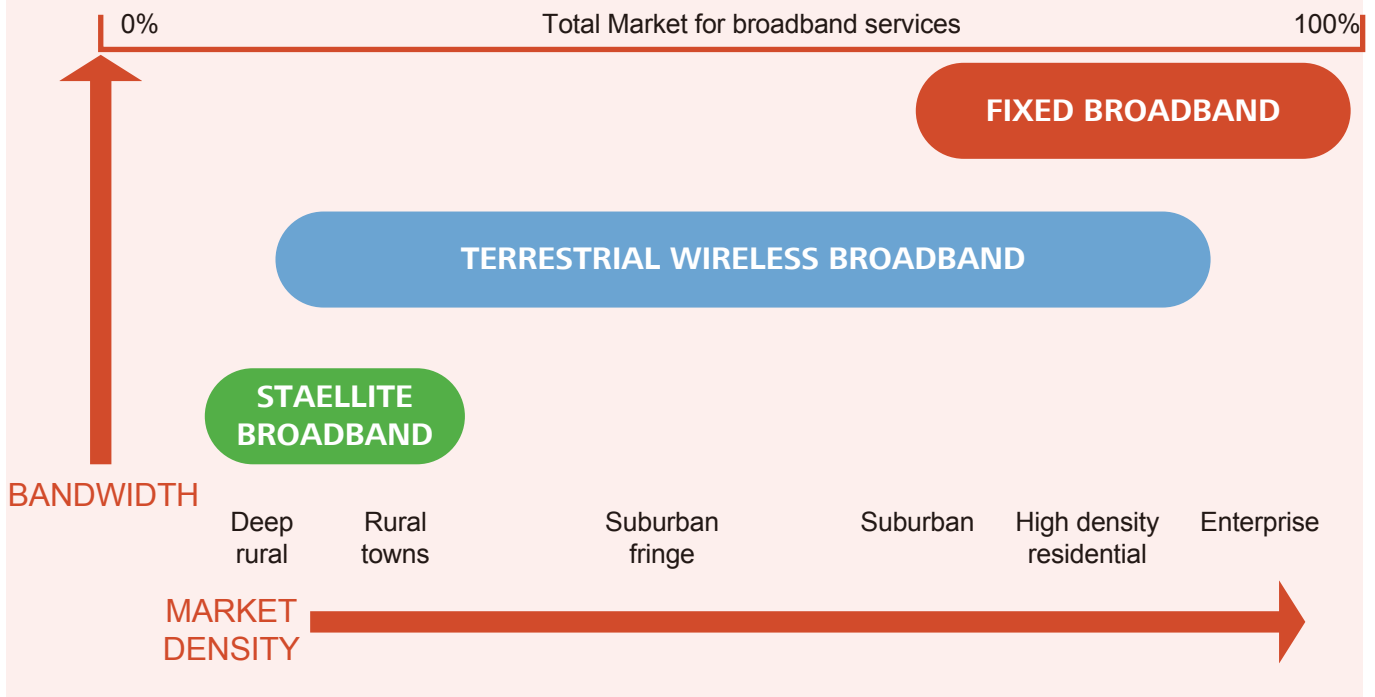 0% Total Market for broadband services 100%
FIXED BROADBAND
TERRESTRIAL WIRELESS BROADBAND
STAELLITE
BROADBAND
BANDWIDTH
Deep
rural
Rural
towns
Suburban
fringe
Suburban
High density
residential
Enterprise
MARKET
DENSITY